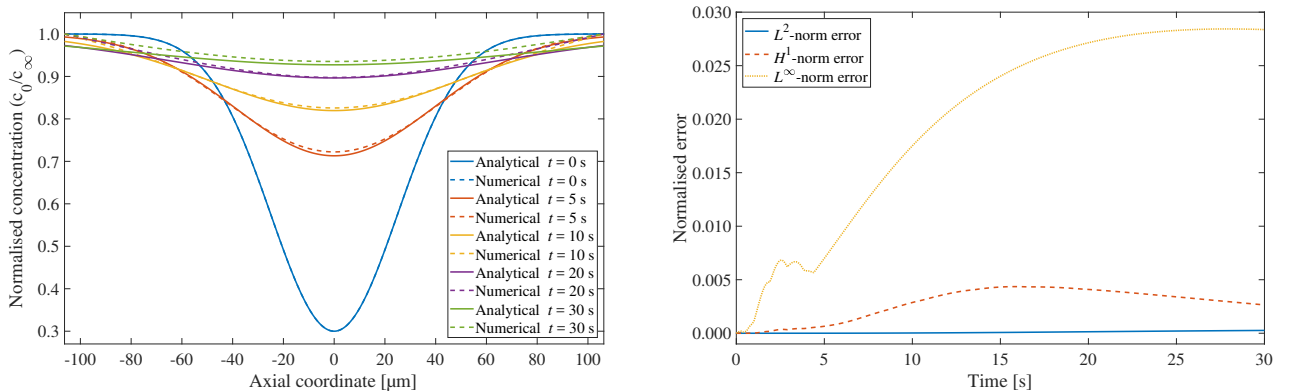 1.0
0.9
0.8
0.7
0.6
0.5
0.4
0.3
Normalised concentration (c0/c∞)
-100 -80 -60 -40 -20 0 20 40 60 80 100
Axial coordinate [µm]
Analytical t = 0 s
Numerical t = 0 s
Analytical t = 5 s
Numerical t = 5 s
Analytical t = 10 s
Numerical t = 10 s
Analytical t = 20 s
Numerical t = 20 s
Analytical t = 30 s
Numerical t = 30 s
0.030
0.025
0.020
0.015
0.010
0.005
0.000
Normalised error
0 5 10 15 20 25 30
Time [s]
L²-norm error
H¹-norm error
L∞-norm error